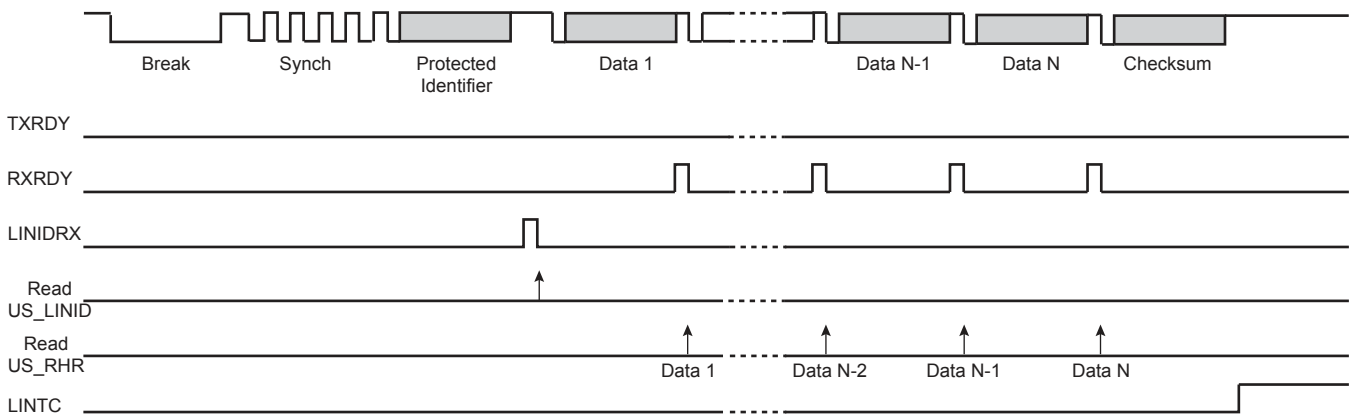 Break
Synch
Protected
Identifier
Data 1
Data N-1
Data N
Checksum
TXRDY
RXRDY
LINIDRX
Read
US_LINID
Read
US_RHR
Data 1
Data N-2
Data N-1
Data N
LINTC